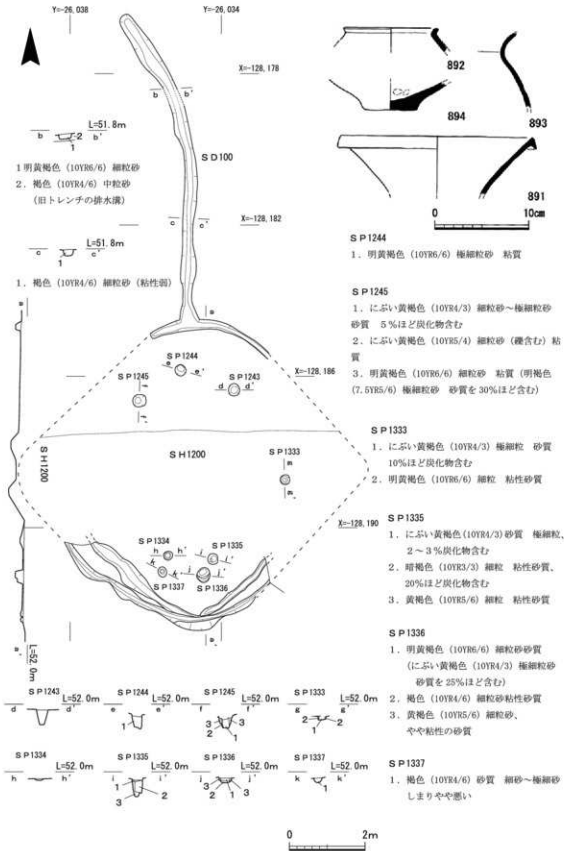 Y=-26, 038
Y=-26, 034
X=-128, 178
b
b'
L=51. 8m
b
b'
2
1
1 明黄褐色（10YR6/6）細粒砂
2．褐色（10YR4/6）中粒砂
（旧トレンチの排水溝）
SD100
X=-128, 182
c
c'
L=51. 8m
c
c'
1
1．褐色（10YR4/6）細粒砂（粘性弱）
892
894
893
891
0
10cm
SP1244
1．明黄褐色（10YR6/6）極細粒砂 粘質
SP1245
1．にぶい黄褐色（10YR4/3）細粒砂～極細粒砂
砂質 5％ほど炭化物含む
2．にぶい黄褐色（10YR5/4）細粒砂（礫含む）粘
質
3．明黄褐色（10YR6/6）細粒砂 粘質（明褐色
（7.5YR5/6）極細粒砂 砂質を30％ほど含む）
a
a
SP1244
e
e'
X=-128, 186
SP1245
f
f'
SP1243
d
d'
SH1200
SH1200
SP1333
g
g'
SP1333
1．にぶい黄褐色（10YR4/3）極細粒 砂質
10％ほど炭化物含む
2．明黄褐色（10YR6/6）細粒 粘性砂質
X=-128, 190
SP1334
h
h'
SP1335
i
i'
k
k'
j
j'
SP1337
SP1336
a'
a'
L=52. 0m
SP1335
1．にぶい黄褐色（10YR4/3）砂質 極細粒、
2～3％炭化物含む
2．暗褐色（10YR3/3）細粒 粘性砂質、
20％ほど炭化物含む
3．黄褐色（10YR5/6）細粒 粘性砂質
SP1336
1．明黄褐色（10YR6/6）細粒砂砂質
（にぶい黄褐色（10YR4/3）極細粒砂
砂質を25％ほど含む）
2．褐色（10YR4/6）細粒砂粘性砂質
3．黄褐色（10YR5/6）細粒砂、
やや粘性の砂質
SP1337
1．褐色（10YR4/6）砂質 細砂～極細砂
しまりやや悪い
SP1243
L=52. 0m
d
d'
SP1244
L=52. 0m
e
e'
1
SP1245
L=52. 0m
f
f'
3
2
1
3
2
SP1333
L=52. 0m
g
g'
2
1
2
SP1334
L=52. 0m
h
h'
SP1335
L=52. 0m
i
i'
1
3
2
SP1336
L=52. 0m
j
j'
2
1
3
SP1337
L=52. 0m
k
k'
1
0
2m